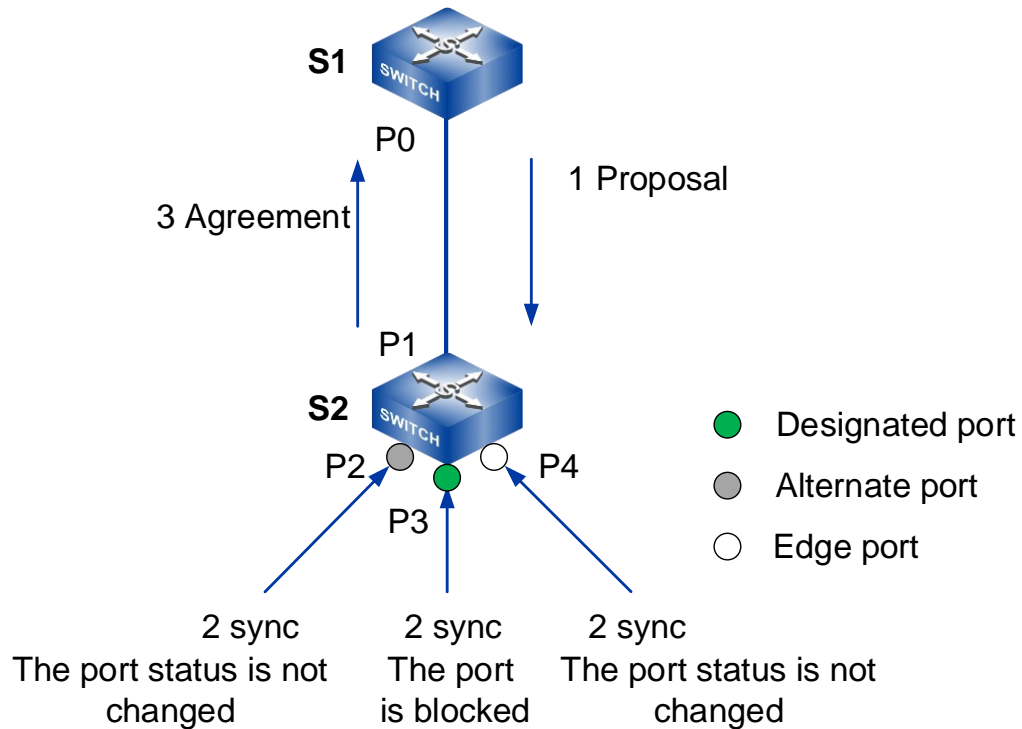 S1
SWITCH
P0
1 Proposal
3 Agreement
P1
S2
SWITCH
Designated port
P2
P4
Alternate port
P3
Edge port
2 sync
The port status is not
changed
2 sync
The port
is blocked
2 sync
The port status is not
changed